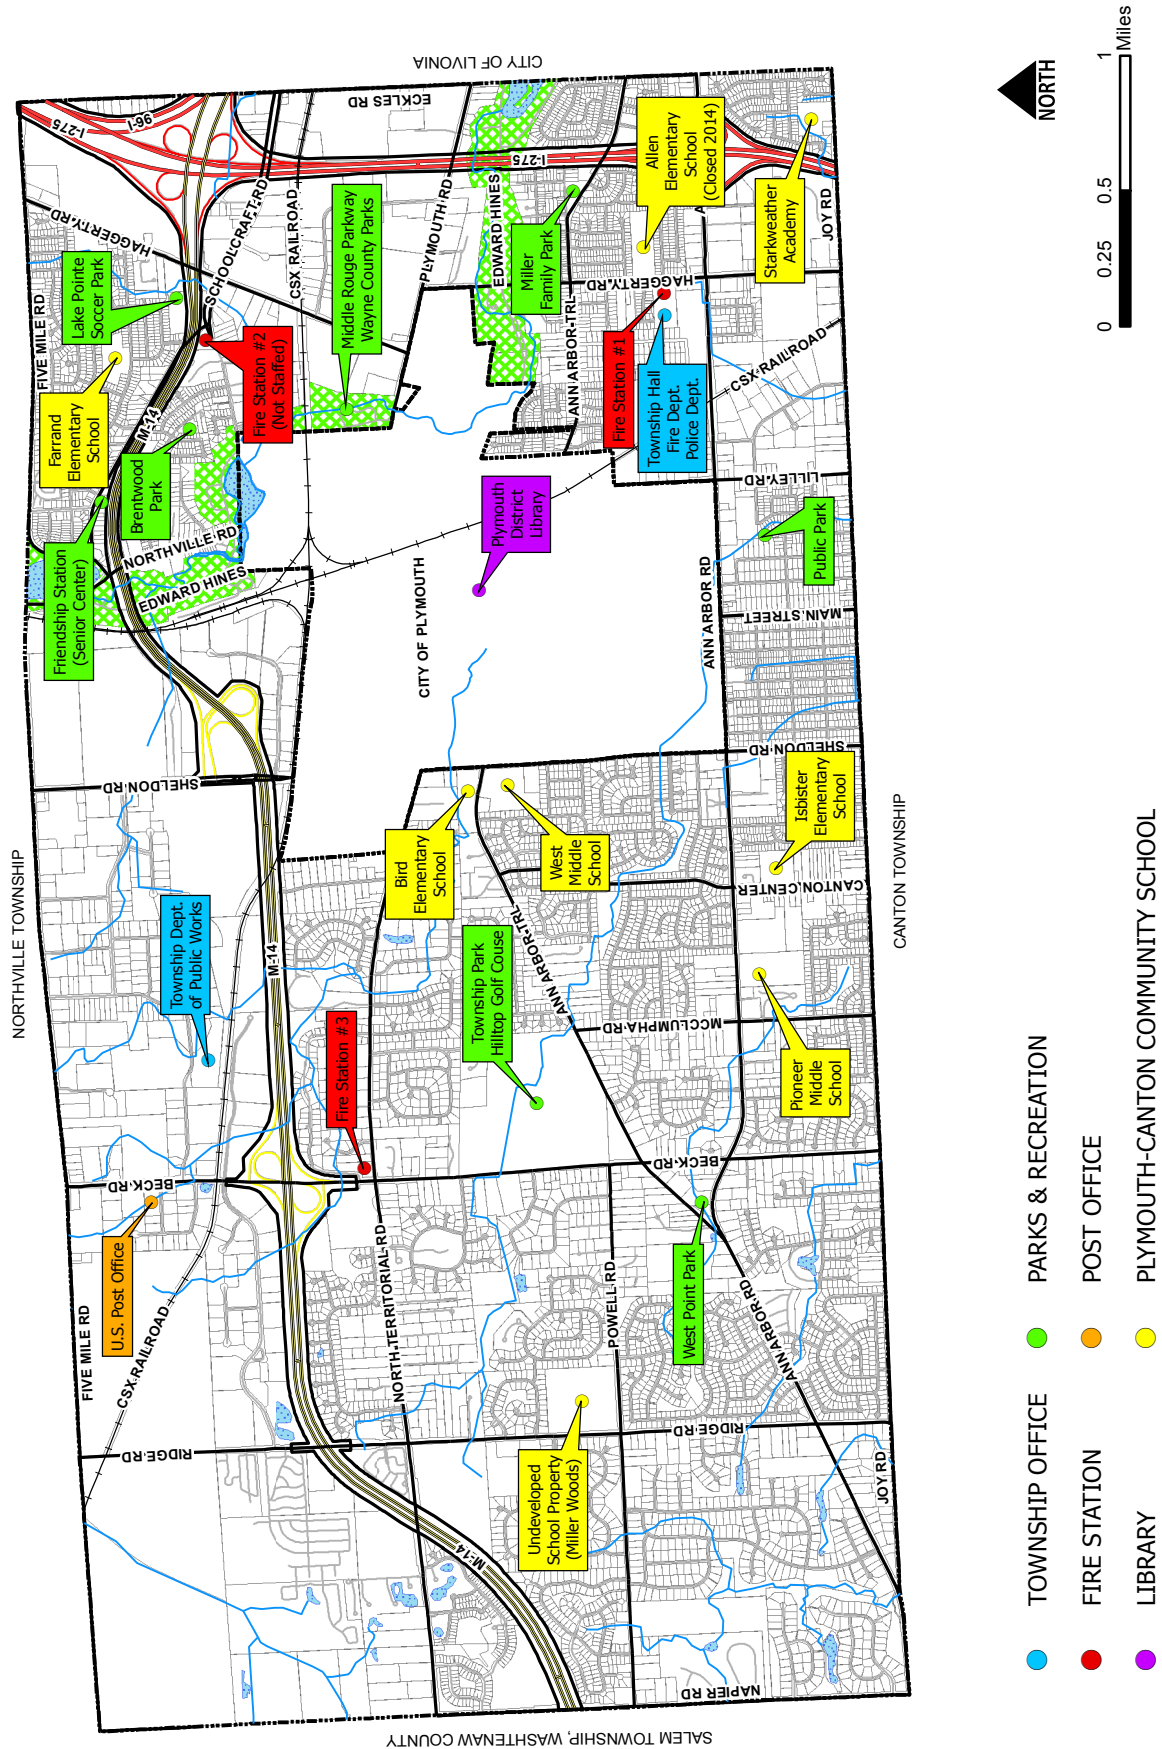 NORTHVILLE TOWNSHIP
FIVE MILE RD
FIVE MILE RD
CSX RAILROAD
RIDGE RD
BECK RD
U.S. Post Office
Township Dept.
of Public Works
SHELDON RD
Friendship Station
(Senior Center)
NORTHVILLE RD
EDWARD HINES
Brentwood
Park
Farrand
Elementary
School
Lake Pointe
Soccer Park
HAGGERTY RD
I-275
I-96
M-14
SCHOOLCRAFT RD
CSX RAILROAD
ECKLES RD
Fire Station #2
(Not Staffed)
Middle Rouge Parkway
Wayne County Parks
M-14
Fire Station #3
NORTH TERRITORIAL RD
M-14
CITY OF PLYMOUTH
PLYMOUTH RD
CITY OF LIVONIA
Bird
Elementary
School
Plymouth
District
Library
EDWARD HINES
I-275
Miller
Family Park
Township Park
Hilltop Golf Couse
ANN ARBOR TRL
West
Middle
School
ANN ARBOR TRL
Undeveloped
School Property
(Miller Woods)
POWELL RD
Fire Station #1
Township Hall
Fire Dept.
Police Dept.
HAGGERTY RD
Allen
Elementary
School
(Closed 2014)
SALEM TOWNSHIP, WASHTENAW COUNTY
NAPIER RD
RIDGE RD
BECK RD
West Point Park
MCCLUMPHA RD
ANN ARBOR RD
ANN ARBOR RD
A
CANTON CENTER
SHELDON RD
MAIN STREET
LILLEY RD
CSX RAILROAD
Pioneer
Middle
School
Isbister
Elementary
School
Public Park
Starkweather
Academy
JOY RD
JOY RD
CANTON TOWNSHIP
NORTH
0
0.25
0.5
1
Miles
TOWNSHIP OFFICE
FIRE STATION
LIBRARY
PARKS & RECREATION
POST OFFICE
PLYMOUTH-CANTON COMMUNITY SCHOOL